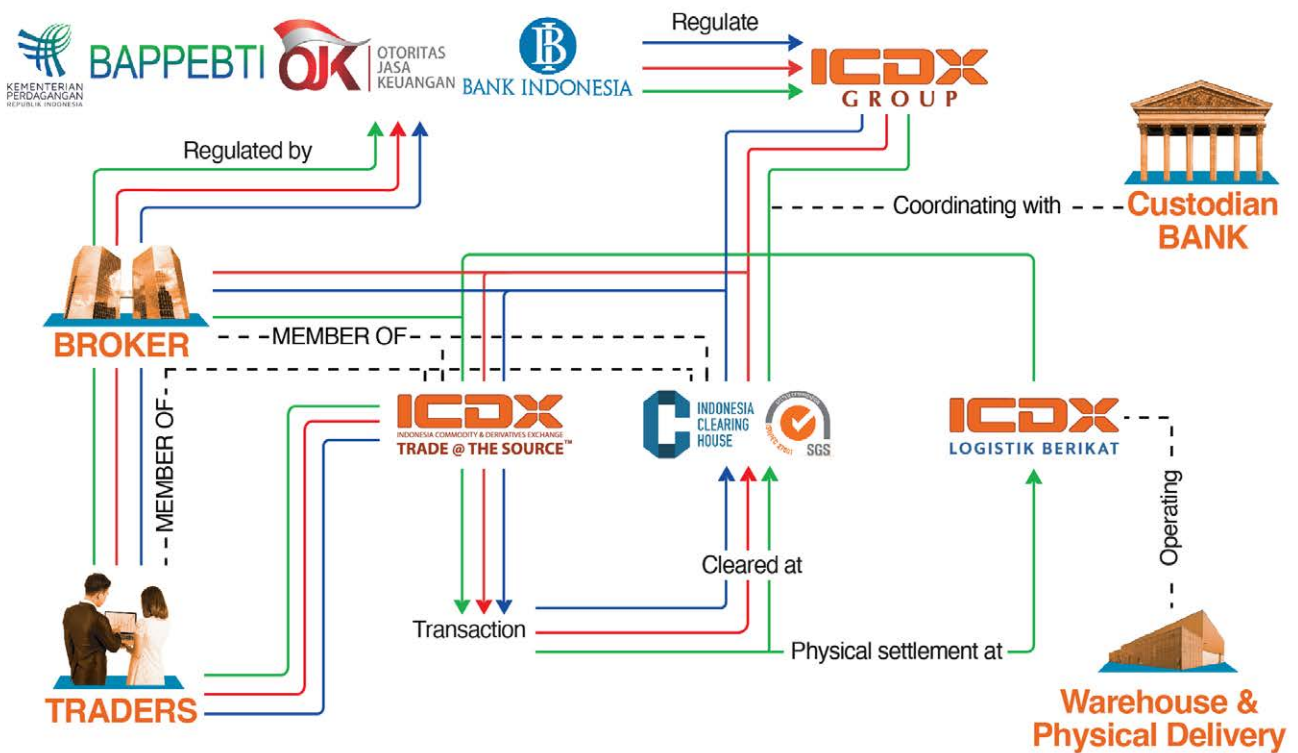 KEMENTERIAN
PERDAGANGAN
REPUBLIK INDONESIA
BAPPEBTI
OJK
OTORITAS
JASA
KEUANGAN
BI
BANK INDONESIA
Regulate
ICDX
GROUP
Regulated by
Coordinating with
Custodian
BANK
BROKER
MEMBER OF
MEMBER OF
ICDX
INDONESIA COMMODITY & DERIVATIVES EXCHANGE
TRADE @ THE SOURCE™
INDONESIA
CLEARING
HOUSE
SGS
ICDX
LOGISTIK BERIKAT
Operating
Cleared at
Transaction
Physical settlement at
TRADERS
Warehouse &
Physical Delivery